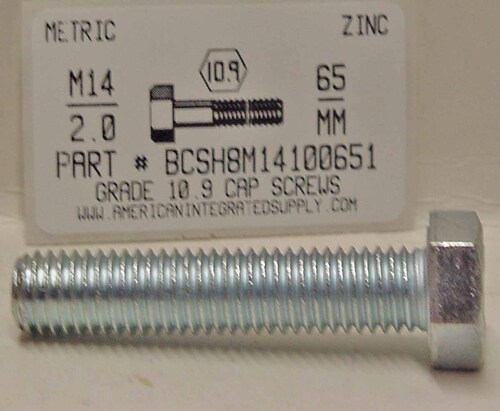 METRIC ZINC
M14 10.9 65
2.0 MM
PART # BCSH8M14100651
GRADE 10.9 CAP SCREWS
WWW.AMERICANINTEGRATEDSUPPLY.COM